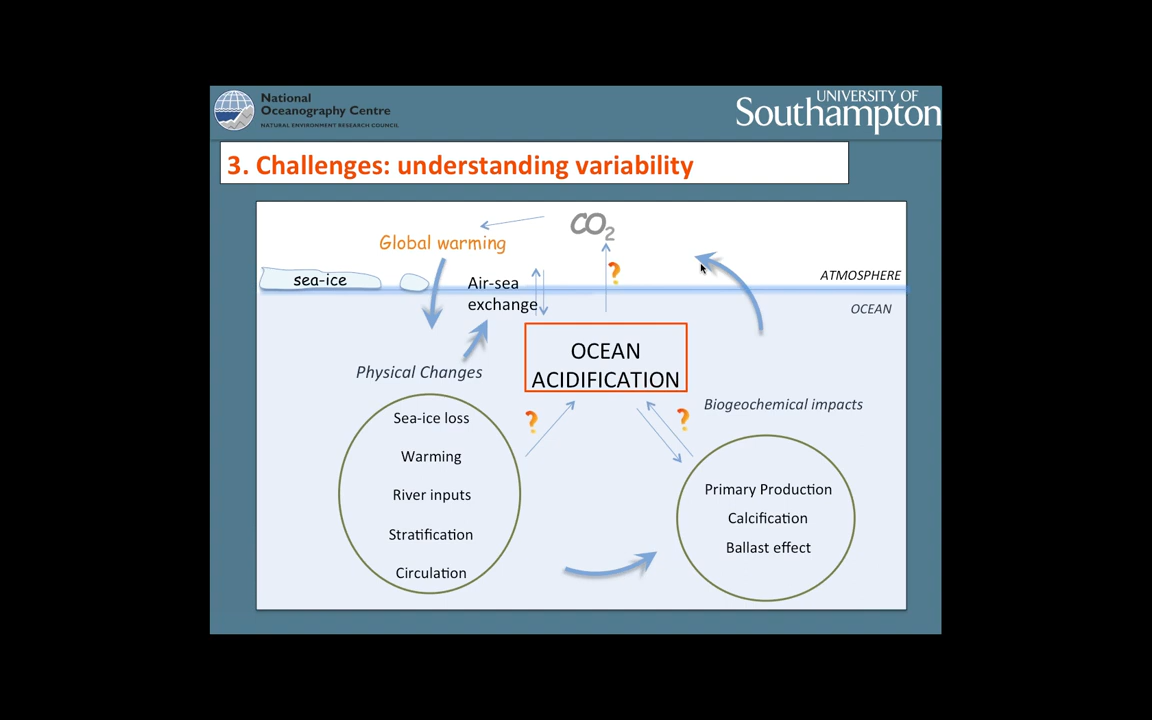 National
Oceanography Centre
NATURAL ENVIRONMENT RESEARCH COUNCIL
UNIVERSITY OF
Southampton
3. Challenges: understanding variability
CO2
Global warming
?
sea-ice
Air-sea
exchange
ATMOSPHERE
OCEAN
OCEAN
ACIDIFICATION
Physical Changes
Biogeochemical impacts
?
?
Sea-ice loss
Warming
River inputs
Stratification
Circulation
Primary Production
Calcification
Ballast effect